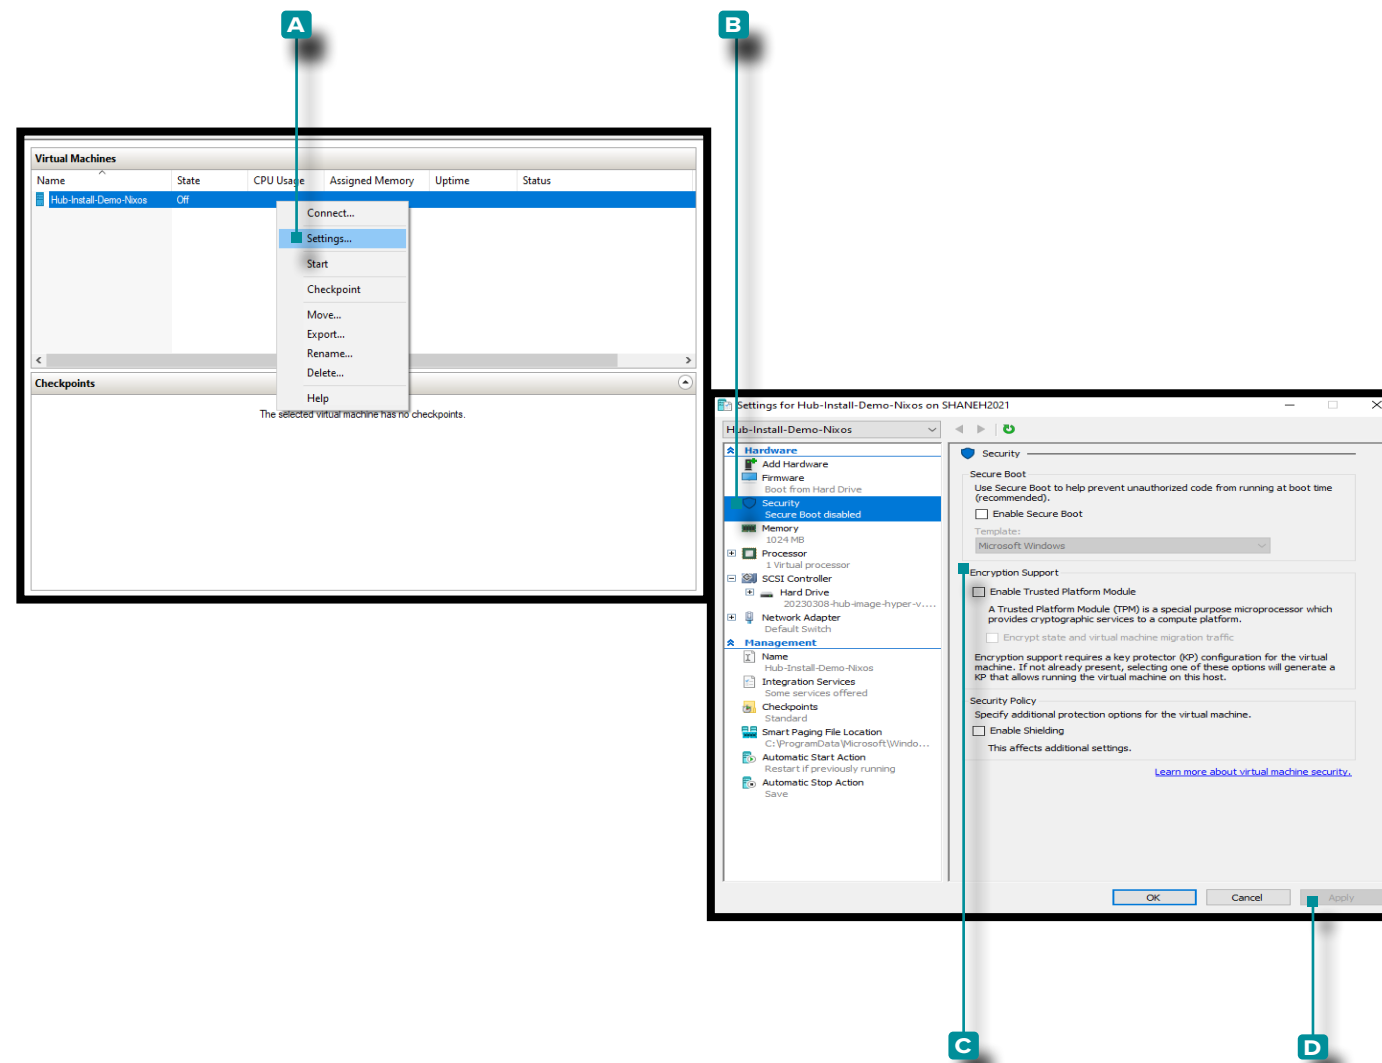 A
B
Virtual Machines
Name State CPU Usage Assigned Memory Uptime Status
Hub-Install-Demo-Nixos Off
Connect...
Settings...
Start
Checkpoint
Move...
Export...
Rename...
Delete...
Help
Checkpoints
The selected virtual machine has no checkpoints.
Settings for Hub-Install-Demo-Nixos on SHANEH2021
Hub-Install-Demo-Nixos
Hardware
Add Hardware
Firmware
Boot from Hard Drive
Security
Secure Boot disabled
Memory
1024 MB
Processor
1 Virtual processor
SCSI Controller
Hard Drive
20230308-hub-image-hyper-v....
Network Adapter
Default Switch
Management
Name
Hub-Install-Demo-Nixos
Integration Services
Some services offered
Checkpoints
Standard
Smart Paging File Location
C:\ProgramData\Microsoft\Windo...
Automatic Start Action
Restart if previously running
Automatic Stop Action
Save
Security
Secure Boot
Use Secure Boot to help prevent unauthorized code from running at boot time
(recommended).
Enable Secure Boot
Template:
Microsoft Windows
Encryption Support
Enable Trusted Platform Module
A Trusted Platform Module (TPM) is a special purpose microprocessor which
provides cryptographic services to a compute platform.
Encrypt state and virtual machine migration traffic
Encryption support requires a key protector (KP) configuration for the virtual
machine. If not already present, selecting one of these options will generate a
KP that allows running the virtual machine on this host.
Security Policy
Specify additional protection options for the virtual machine.
Enable Shielding
This affects additional settings.
Learn more about virtual machine security.
OK Cancel Apply
C
D